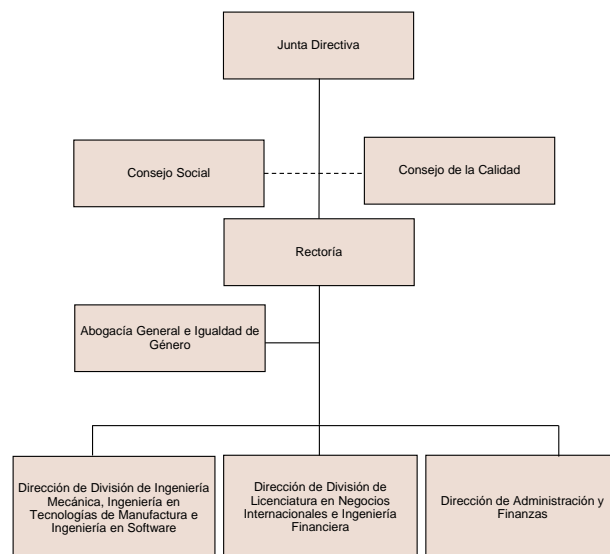 Junta Directiva
Consejo Social
Consejo de la Calidad
Rectoría
Abogacía General e Igualdad de
Género
Dirección de División de Ingeniería
Mecánica, Ingeniería en
Tecnologías de Manufactura e
Ingeniería en Software
Dirección de División de
Licenciatura en Negocios
Internacionales e Ingeniería
Financiera
Dirección de Administración y
Finanzas